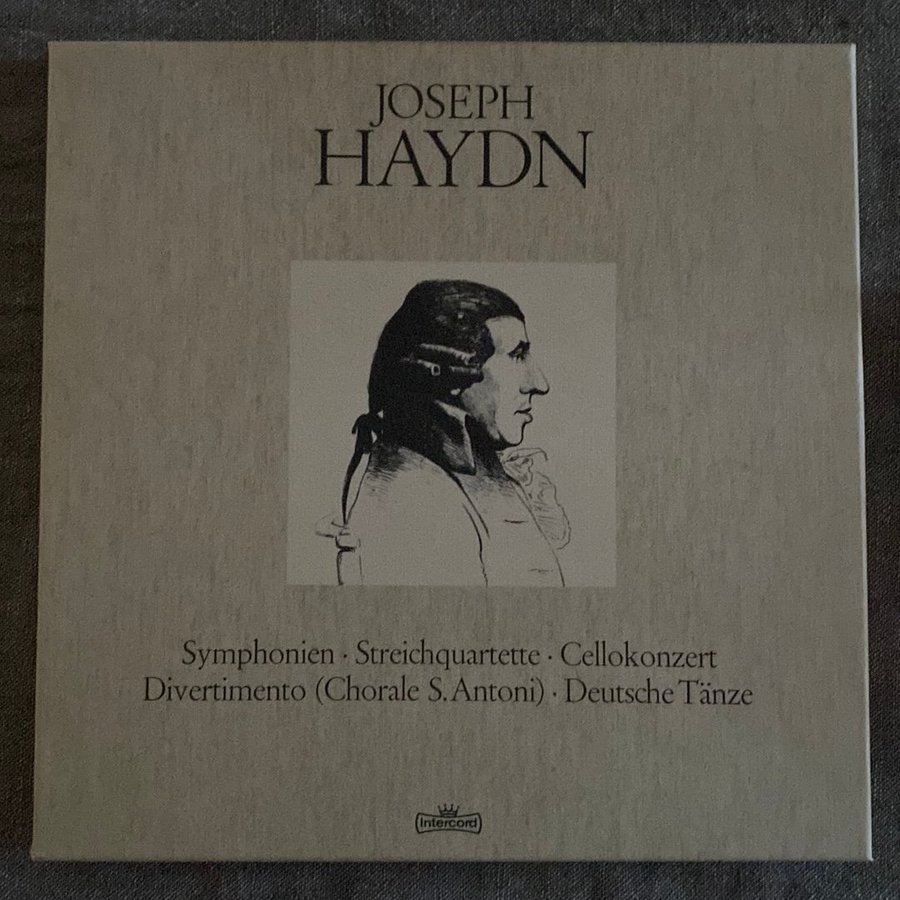 JOSEPH
HAYDN
Symphonien · Streichquartette · Cellokonzert
Divertimento (Chorale S. Antoni) · Deutsche Tänze
Intercord